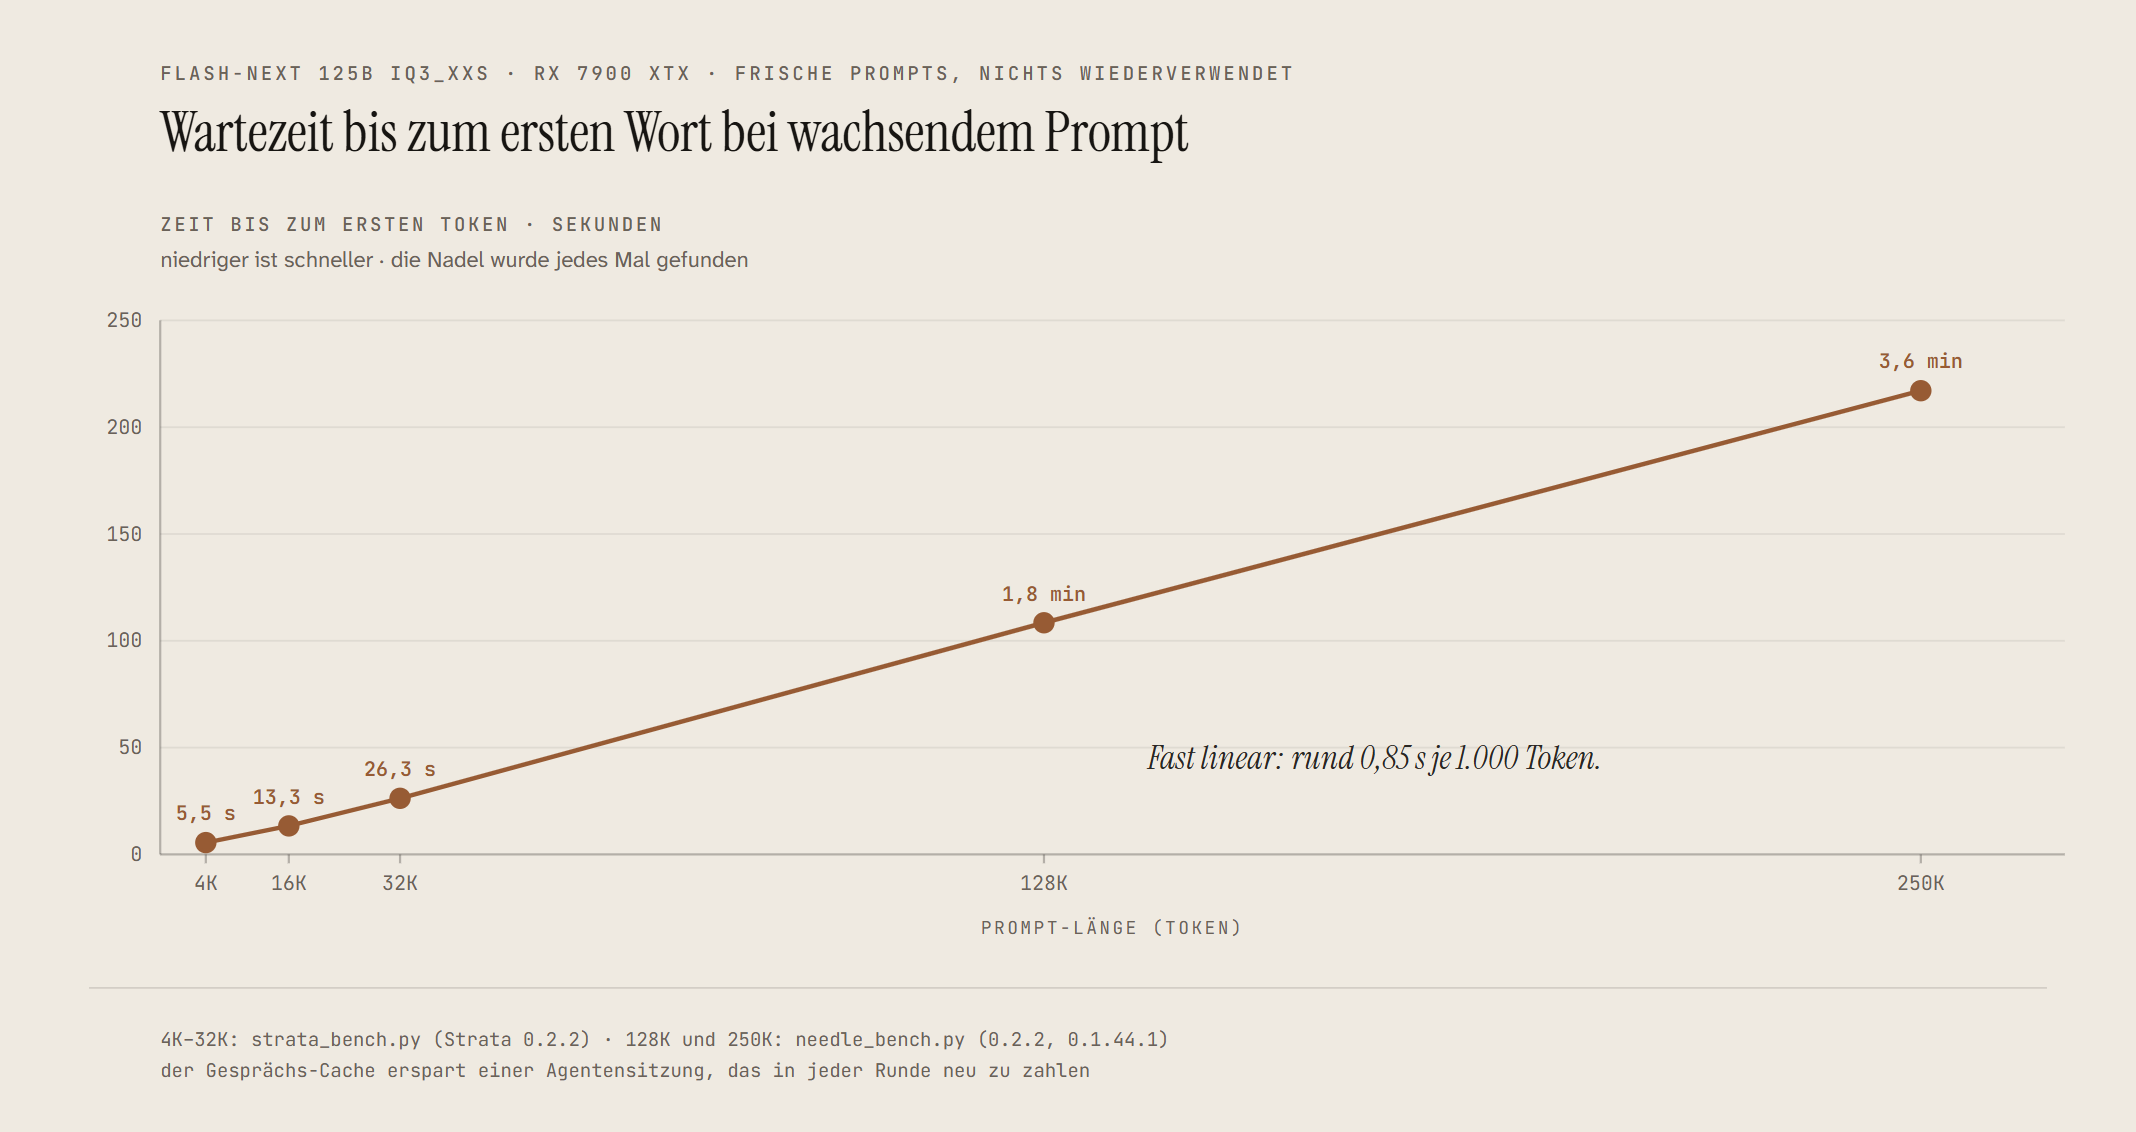 FLASH-NEXT 125B IQ3_XXS · RX 7900 XTX · FRISCHE PROMPTS, NICHTS WIEDERVERWENDET
Wartezeit bis zum ersten Wort bei wachsendem Prompt
ZEIT BIS ZUM ERSTEN TOKEN · SEKUNDEN
niedriger ist schneller · die Nadel wurde jedes Mal gefunden
250
3,6 min
200
150
1,8 min
100
50
Fast linear: rund 0,85 s je 1.000 Token.
26,3 s
13,3 s
5,5 s
0
4K 16K 32K 128K 250K
PROMPT-LÄNGE (TOKEN)
4K–32K: strata_bench.py (Strata 0.2.2) · 128K und 250K: needle_bench.py (0.2.2, 0.1.44.1)
der Gesprächs-Cache erspart einer Agentensitzung, das in jeder Runde neu zu zahlen